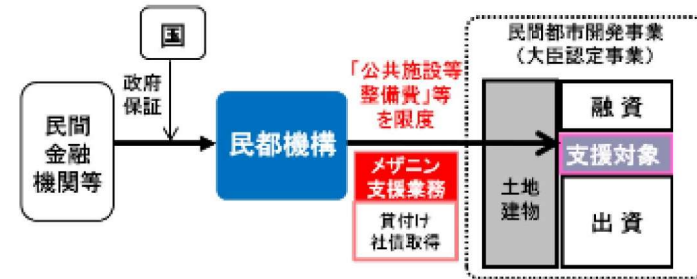 国
政府
保証
民間
金融
機関等
民都機構
「公共施設等
整備費」等
を限度
メザニン
支援業務
貸付け
社債取得
民間都市開発事業
（大臣認定事業）
土地
建物
融資
支援対象
出資